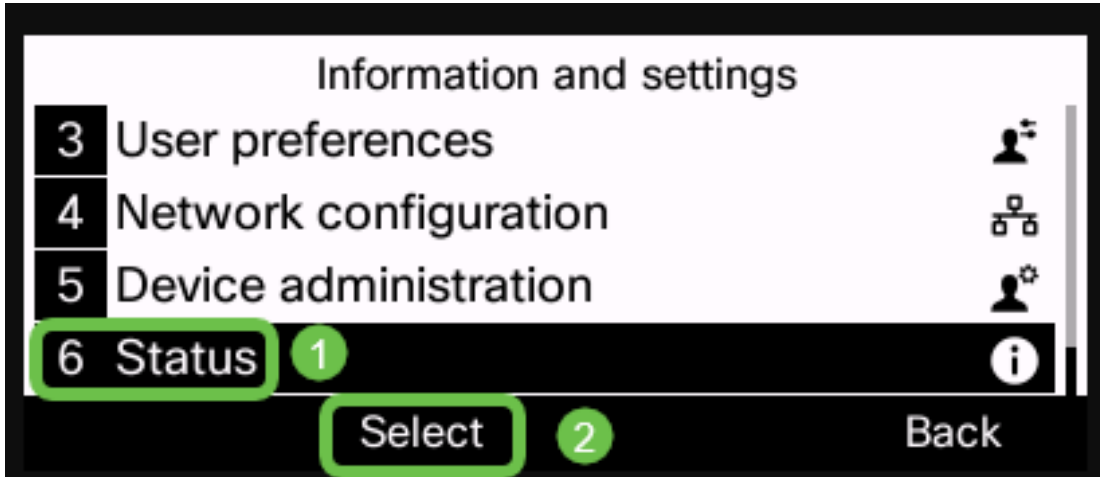 Information and settings
3 User preferences
4 Network configuration
5 Device administration
6 Status 1
Select 2 Back